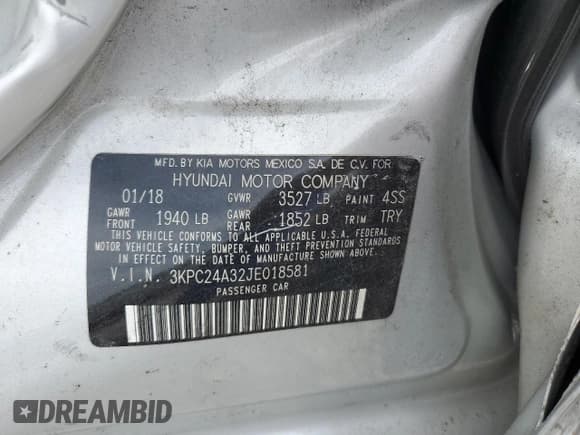 MFD. BY KIA MOTORS MEXICO S.A. DE C.V. FOR
HYUNDAI MOTOR COMPANY
01/18 GVWR 3527 LB PAINT 4SS
GAWR FRONT 1940 LB GAWR REAR 1852 LB TRIM TRY
THIS VEHICLE CONFORMS TO ALL APPLICABLE U.S.A. FEDERAL
MOTOR VEHICLE SAFETY, BUMPER, AND THEFT PREVENTION STANDARDS
IN EFFECT ON THE DATE OF MANUFACTURE SHOWN ABOVE.
V.I.N. 3KPC24A32JE018581
PASSENGER CAR
DREAMBID